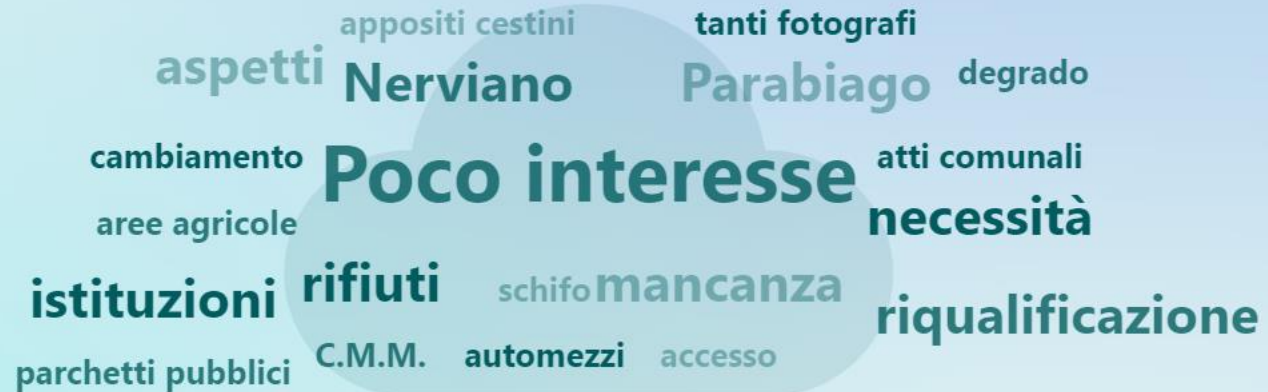 appositi cestini
tanti fotografi
aspetti
Nerviano
Parabiago
degrado
cambiamento
Poco interesse
atti comunali
aree agricole
necessità
istituzioni
rifiuti
schifo
mancanza
riqualificazione
parchetti pubblici
C.M.M.
automezzi
accesso